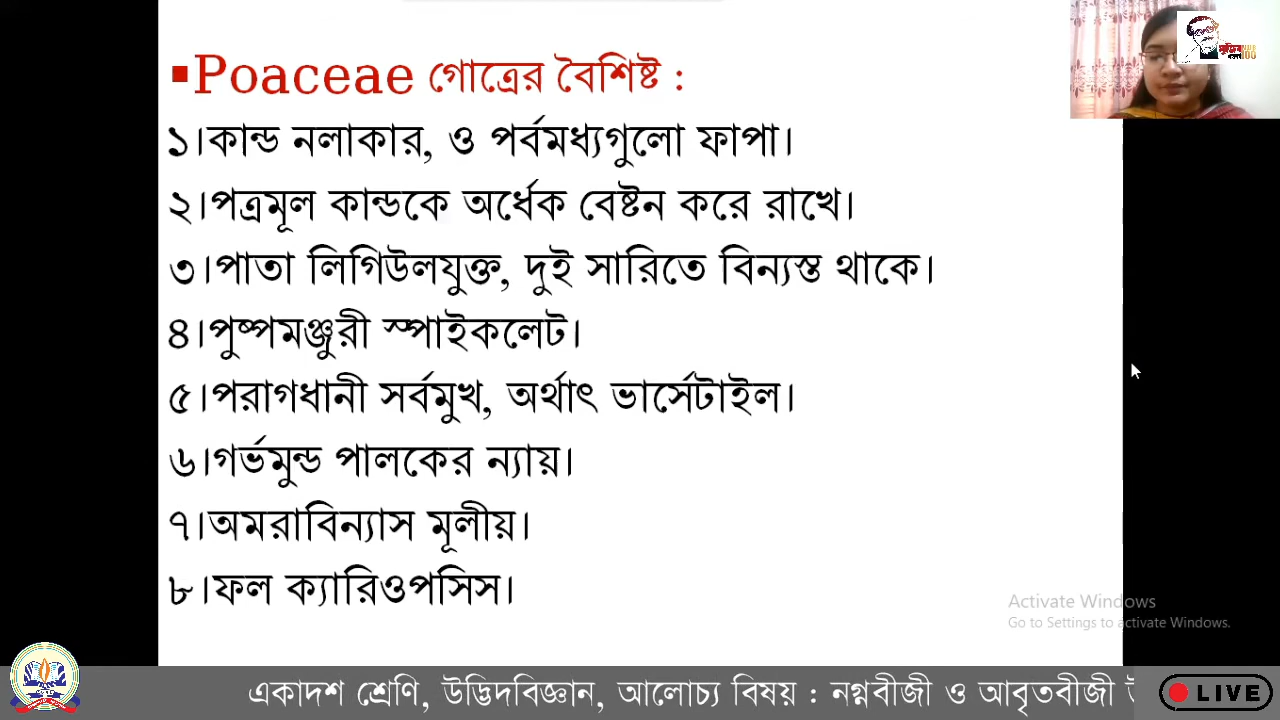 ▪Poaceae গোত্রের বৈশিষ্ট :
১।কান্ড নলাকার, ও পর্বমধ্যগুলো ফাপা।
২।পত্রমূল কান্ডকে অর্ধেক বেষ্টন করে রাখে।
৩।পাতা লিগিউলযুক্ত, দুই সারিতে বিন্যস্ত থাকে।
৪।পুষ্পমঞ্জুরী স্পাইকলেট।
৫।পরাগধানী সর্বমুখ, অর্থাৎ ভার্সেটাইল।
৬।গর্ভমুন্ড পালকের ন্যায়।
৭।অমরাবিন্যাস মূলীয়।
৮।ফল ক্যারিওপসিস।
Activate Windows
Go to Settings to activate Windows.
একাদশ শ্রেণি, উদ্ভিদবিজ্ঞান, আলোচ্য বিষয় : নগ্নবীজী ও আবৃতবীজী
LIVE